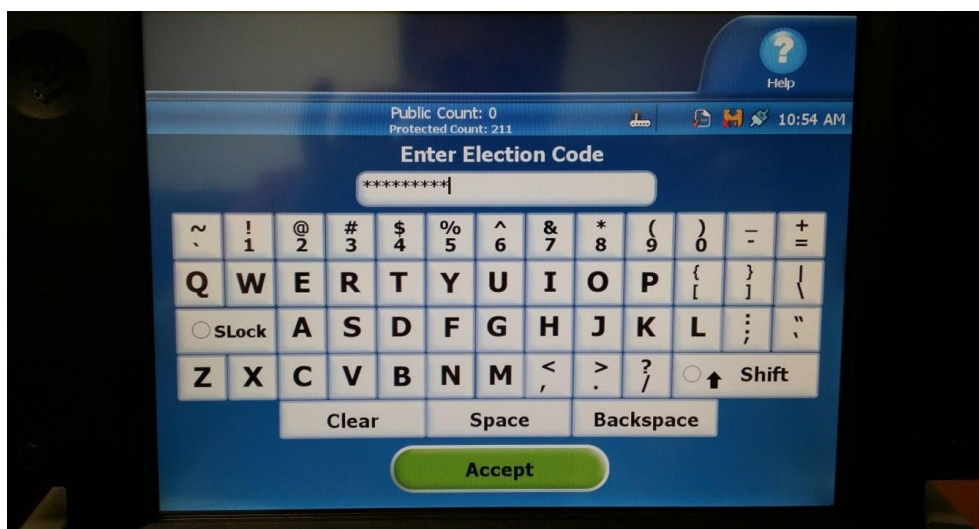 Help
Public Count: 0
Protected Count: 211
10:54 AM
Enter Election Code
*********
~ ! @ # $ % ^ & * ( ) _ +
` 1 2 3 4 5 6 7 8 9 0 - =
Q W E R T Y U I O P { } |
[ ] \
SLock A S D F G H J K L : "
; '
Z X C V B N M < > ? Shift
, . /
Clear Space Backspace
Accept